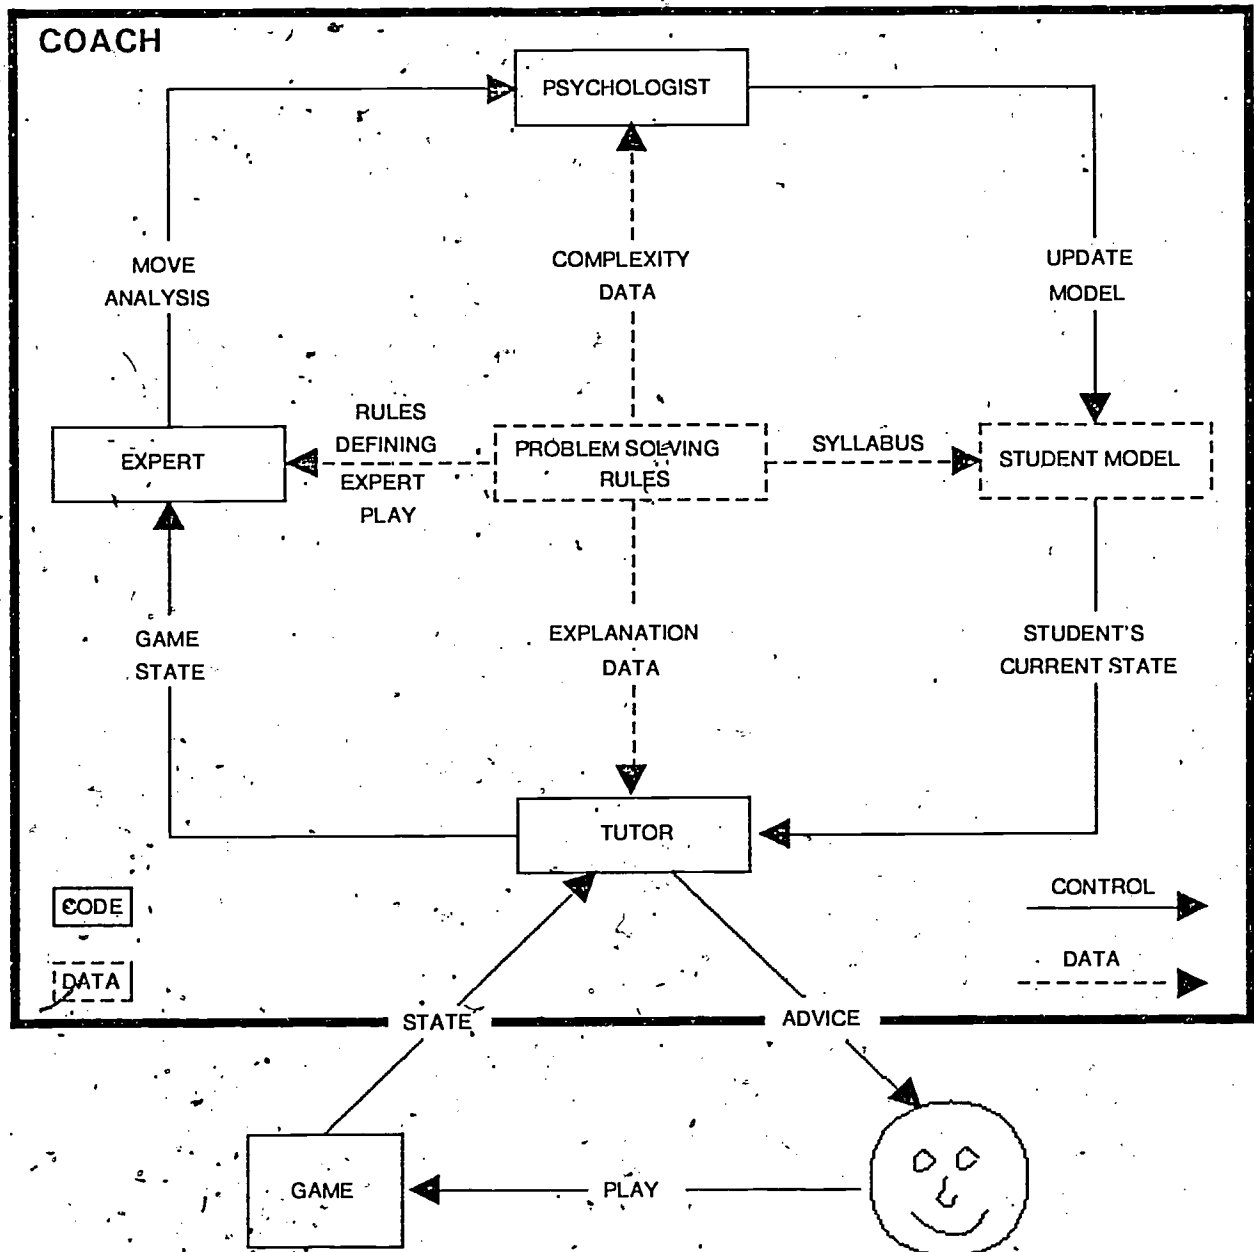 COACH
PSYCHOLOGIST
MOVE
ANALYSIS
COMPLEXITY
DATA
UPDATE
MODEL
RULES
DEFINING
EXPERT
PLAY
EXPERT
PROBLEM SOLVING
RULES
SYLLABUS
STUDENT MODEL
GAME
STATE
EXPLANATION
DATA
STUDENT'S
CURRENT STATE
TUTOR
CODE
DATA
CONTROL
DATA
STATE
ADVICE
GAME
PLAY